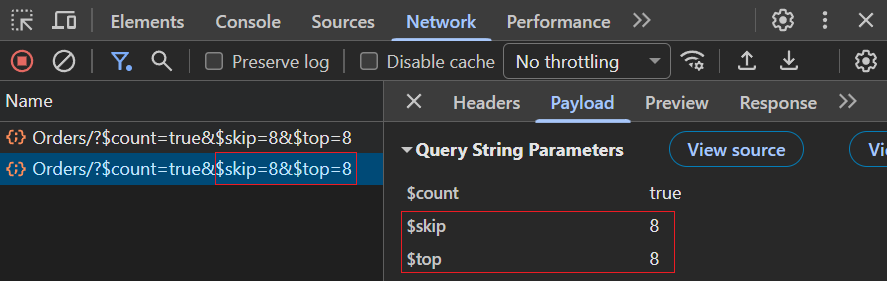 Elements Console Sources Network Performance
Preserve log Disable cache No throttling
Name
Headers Payload Preview Response
Orders/?$count=true&$skip=8&$top=8
Orders/?$count=true&$skip=8&$top=8
Query String Parameters View source Vi
$count true
$skip 8
$top 8